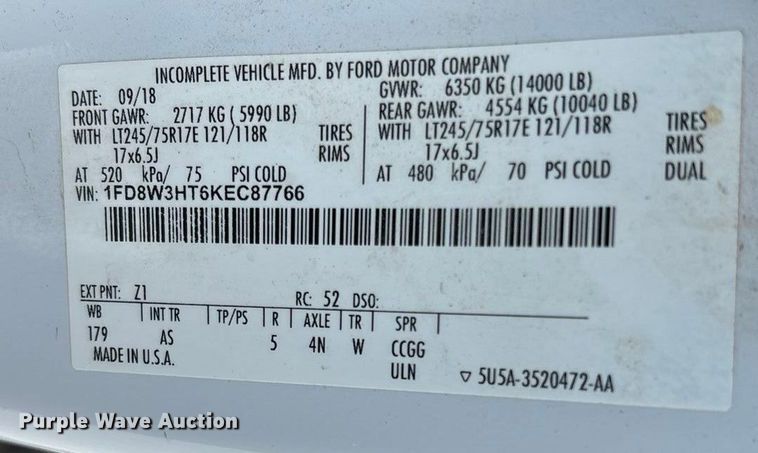 INCOMPLETE VEHICLE MFD. BY FORD MOTOR COMPANY
DATE: 09/18 GVWR: 6350 KG (14000 LB)
FRONT GAWR: 2717 KG ( 5990 LB) REAR GAWR: 4554 KG (10040 LB)
WITH LT245/75R17E 121/118R TIRES WITH LT245/75R17E 121/118R TIRES
17x6.5J RIMS 17x6.5J RIMS
AT 520 kPa/ 75 PSI COLD AT 480 kPa/ 70 PSI COLD DUAL
VIN: 1FD8W3HT6KEC87766
EXT PNT: Z1 RC: 52 DSO:
WB INT TR TP/PS R AXLE TR SPR
179 AS 5 4N W CCGG
MADE IN U.S.A. ULN ▽ 5U5A-3520472-AA
Purple Wave Auction